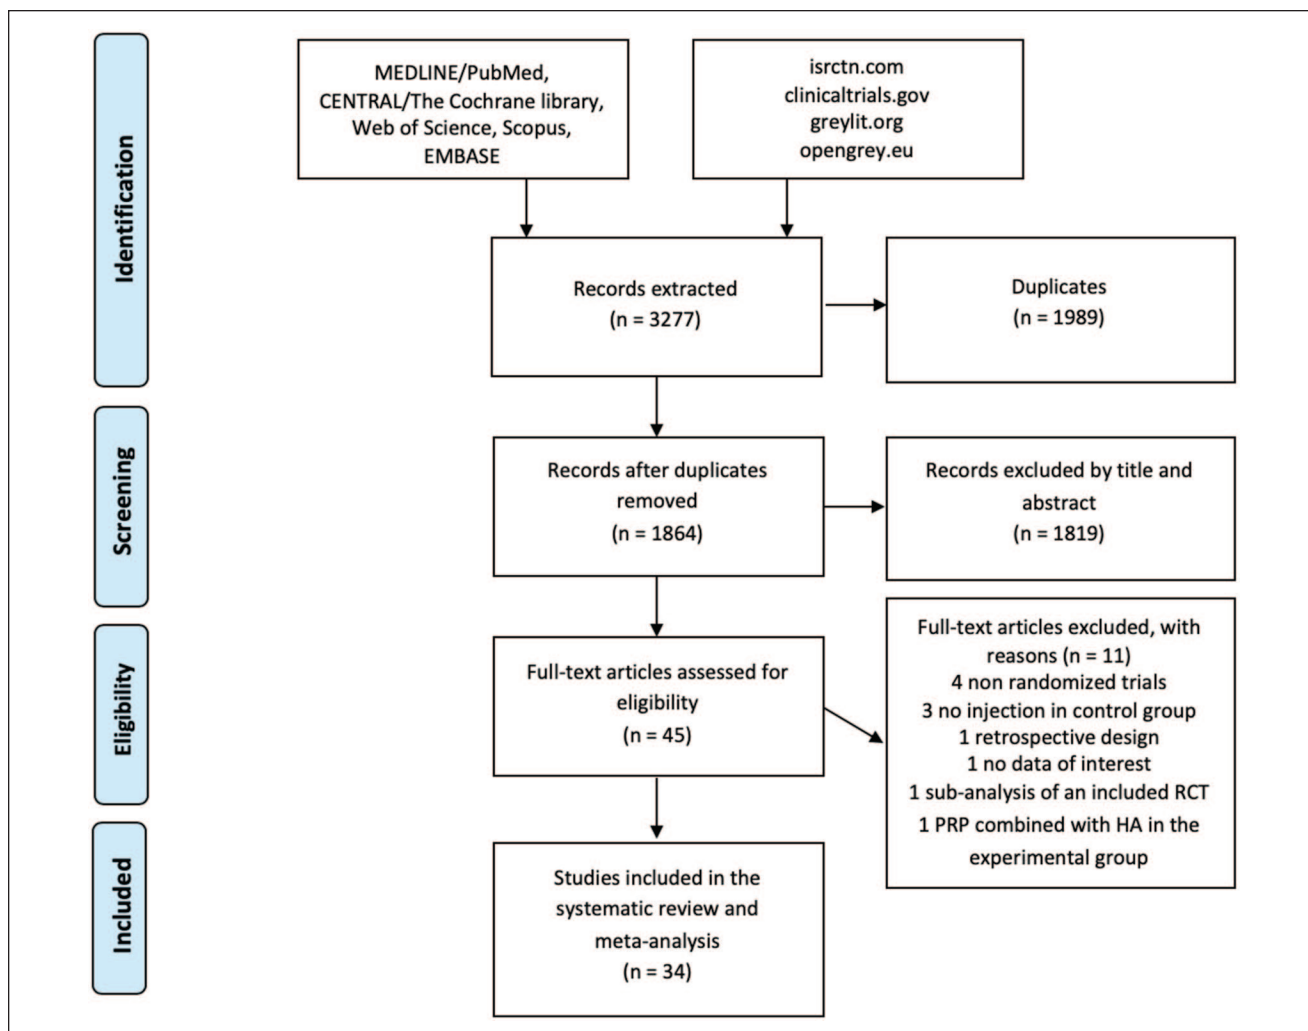 Identification
MEDLINE/PubMed,
CENTRAL/The Cochrane library,
Web of Science, Scopus,
EMBASE
isrctn.com
clinicaltrials.gov
greylit.org
opengrey.eu
Records extracted
(n = 3277)
Duplicates
(n = 1989)
Screening
Records after duplicates
removed
(n = 1864)
Records excluded by title and
abstract
(n = 1819)
Eligibility
Full-text articles assessed for
eligibility
(n = 45)
Full-text articles excluded, with
reasons (n = 11)
4 non randomized trials
3 no injection in control group
1 retrospective design
1 no data of interest
1 sub-analysis of an included RCT
1 PRP combined with HA in the
experimental group
Included
Studies included in the
systematic review and
meta-analysis
(n = 34)